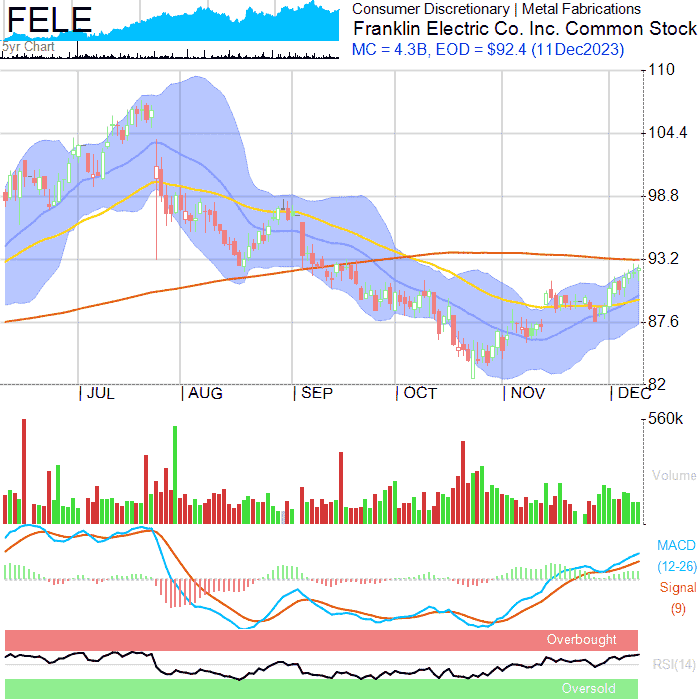 FELE
5yr Chart
Consumer Discretionary | Metal Fabrications
Franklin Electric Co. Inc. Common Stock
MC = 4.3B, EOD = $92.4 (11Dec2023)
110
104.4
98.8
93.2
87.6
82
JUL
AUG
SEP
OCT
NOV
DEC
560k
Volume
MACD
(12-26)
Signal
(9)
Overbought
RSI(14)
Oversold